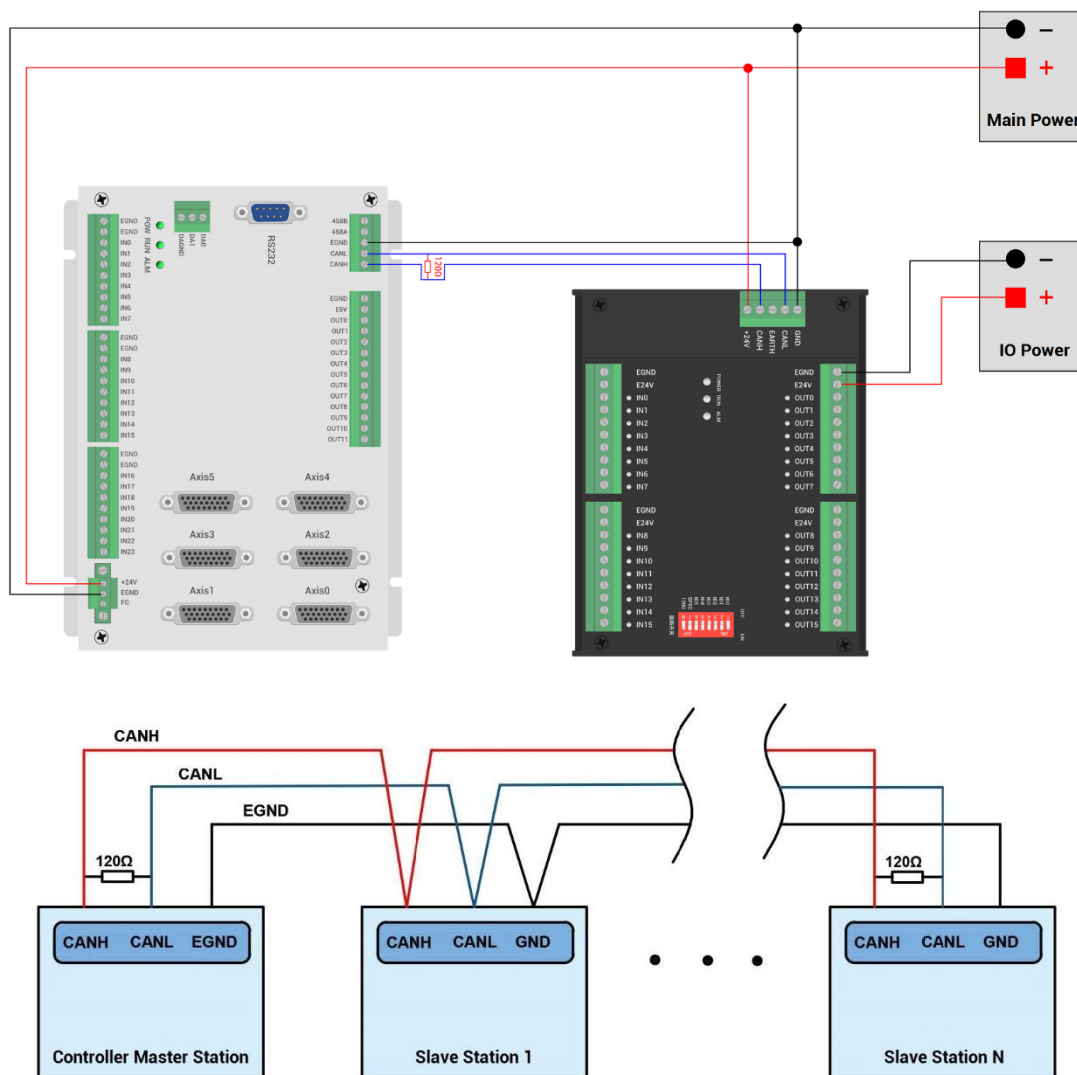 −
+
Main Power
−
+
IO Power
POW
RUN
ALM
DAGND
DA1
DA0
RS232
EGND
EGND
IN0
IN1
IN2
IN3
IN4
IN5
IN6
IN7
EGND
EGND
IN8
IN9
IN10
IN11
IN12
IN13
IN14
IN15
EGND
EGND
IN16
IN17
IN18
IN19
IN20
IN21
IN22
IN23
+24V
EGND
FG
458B
458A
EGND
CANL
CANH
120Ω
EGND
E5V
OUT0
OUT1
OUT2
OUT3
OUT4
OUT5
OUT6
OUT7
OUT8
OUT9
OUT10
OUT11
Axis5
Axis4
Axis3
Axis2
Axis1
Axis0
+24V
CANH
EARTH
CANL
GND
POWER
RUN
ALM
EGND
E24V
IN0
IN1
IN2
IN3
IN4
IN5
IN6
IN7
EGND
E24V
IN8
IN9
IN10
IN11
IN12
IN13
IN14
IN15
EGND
E24V
OUT0
OUT1
OUT2
OUT3
OUT4
OUT5
OUT6
OUT7
EGND
E24V
OUT8
OUT9
OUT10
OUT11
OUT12
OUT13
OUT14
OUT15
CANH
CANL
EGND
120Ω
120Ω
CANH CANL EGND
CANH CANL GND
CANH CANL GND
Controller Master Station
Slave Station 1
Slave Station N